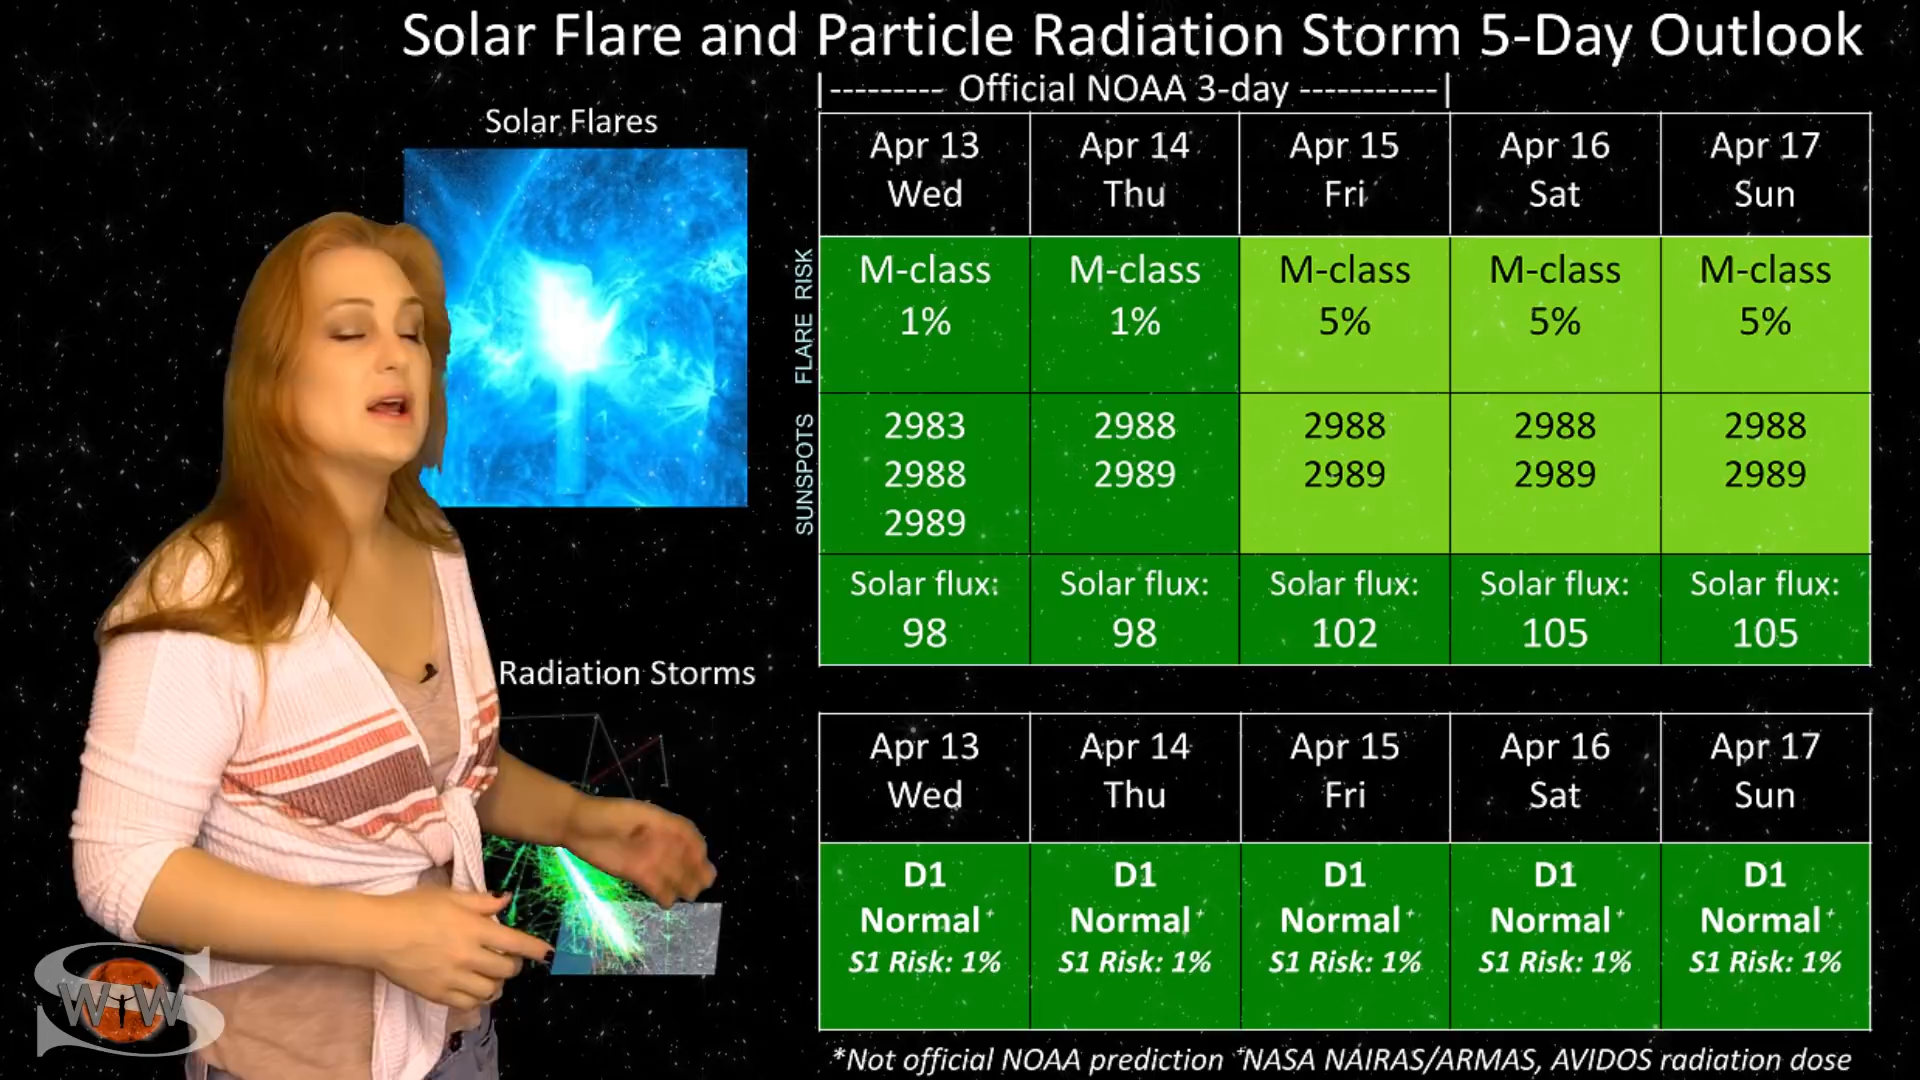 Solar Flare and Particle Radiation Storm 5-Day Outlook
|--------- Official NOAA 3-day -----------|
Solar Flares
Apr 13 Apr 14 Apr 15 Apr 16 Apr 17
Wed Thu Fri Sat Sun
FLARE RISK
M-class M-class M-class M-class M-class
1% 1% 5% 5% 5%
SUNSPOTS
2983 2988 2988 2988 2988
2988 2989 2989 2989 2989
2989
Solar flux: Solar flux: Solar flux: Solar flux: Solar flux:
98 98 102 105 105
Radiation Storms
Apr 13 Apr 14 Apr 15 Apr 16 Apr 17
Wed Thu Fri Sat Sun
D1 D1 D1 D1 D1
Normal+ Normal+ Normal+ Normal+ Normal+
S1 Risk: 1% S1 Risk: 1% S1 Risk: 1% S1 Risk: 1% S1 Risk: 1%
S
WTW
*Not official NOAA prediction +NASA NAIRAS/ARMAS, AVIDOS radiation dose